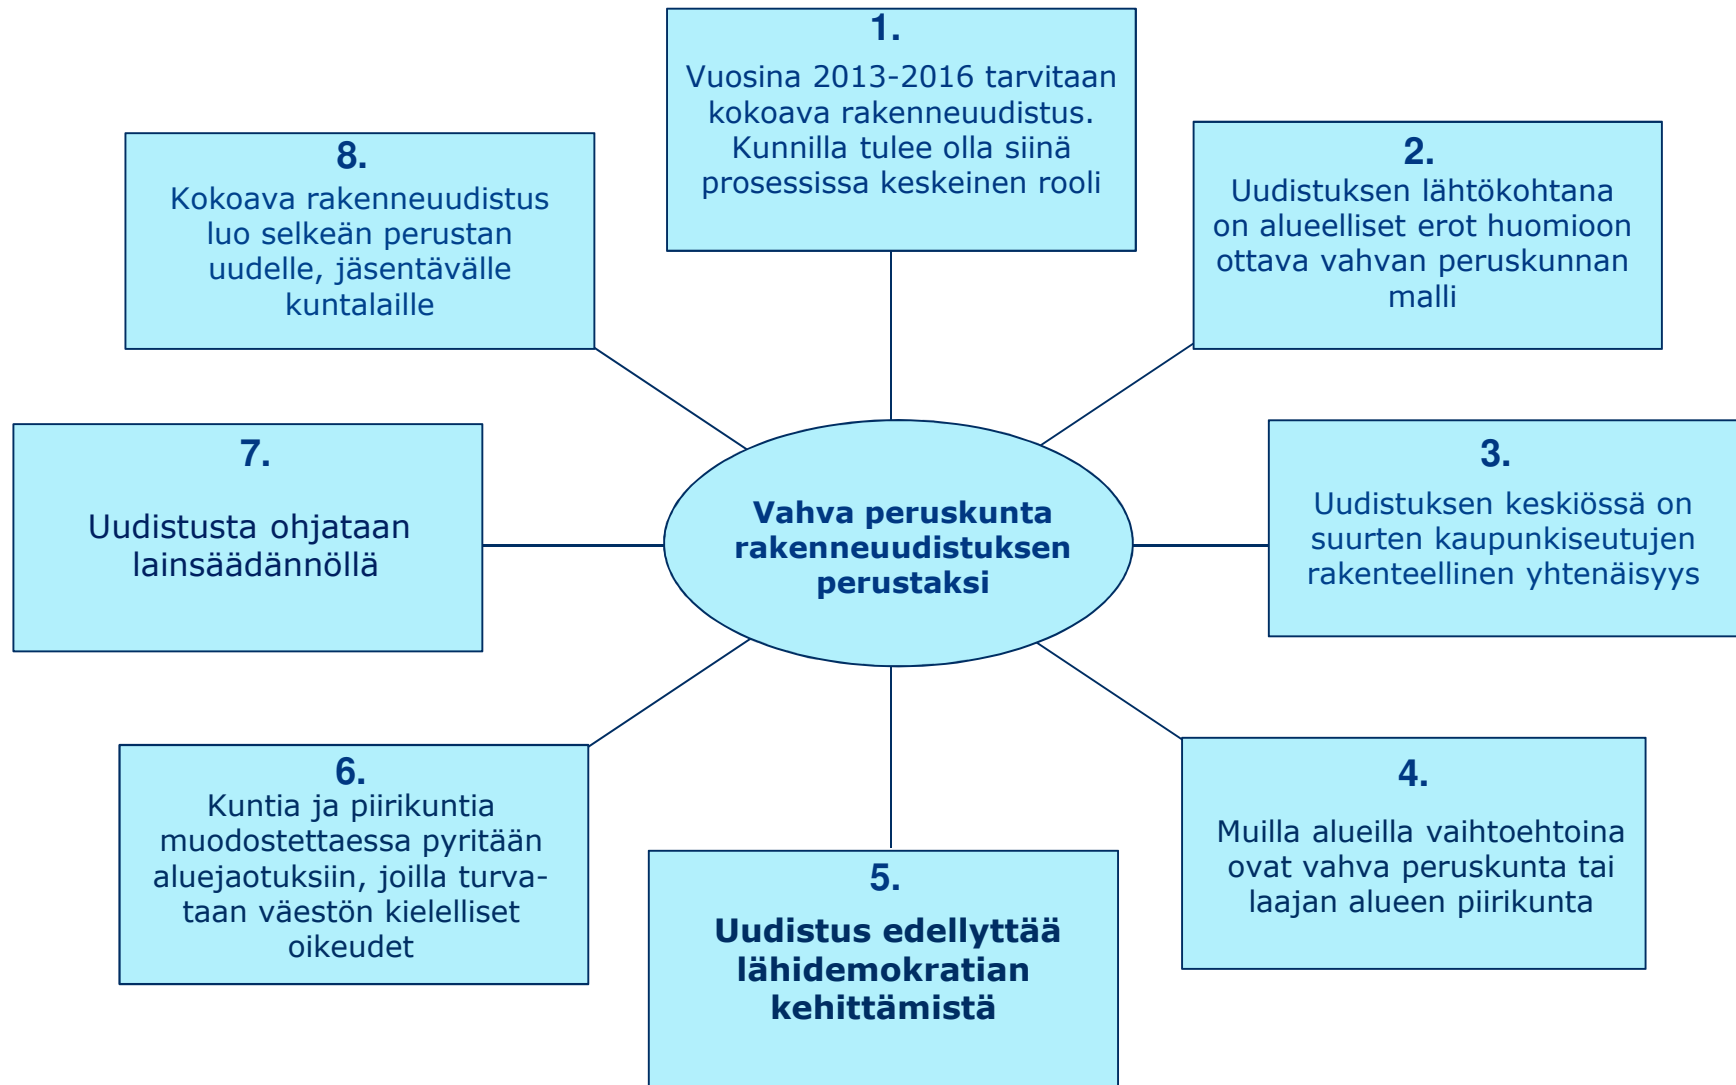 1.
Vuosina 2013-2016 tarvitaan
kokoava rakenneuudistus.
Kunnilla tulee olla siinä
prosessissa keskeinen rooli
2.
Uudistuksen lähtökohtana
on alueelliset erot huomioon
ottava vahvan peruskunnan
malli
3.
Uudistuksen keskiössä on
suurten kaupunkiseutujen
rakenteellinen yhtenäisyys
4.
Muilla alueilla vaihtoehtoina
ovat vahva peruskunta tai
laajan alueen piirikunta
5.
Uudistus edellyttää
lähidemokratian
kehittämistä
6.
Kuntia ja piirikuntia
muodostettaessa pyritään
aluejaotuksiin, joilla turva-
taan väestön kielelliset
oikeudet
7.
Uudistusta ohjataan
lainsäädännöllä
8.
Kokoava rakenneuudistus
luo selkeän perustan
uudelle, jäsentävälle
kuntalaille
Vahva peruskunta
rakenneuudistuksen
perustaksi